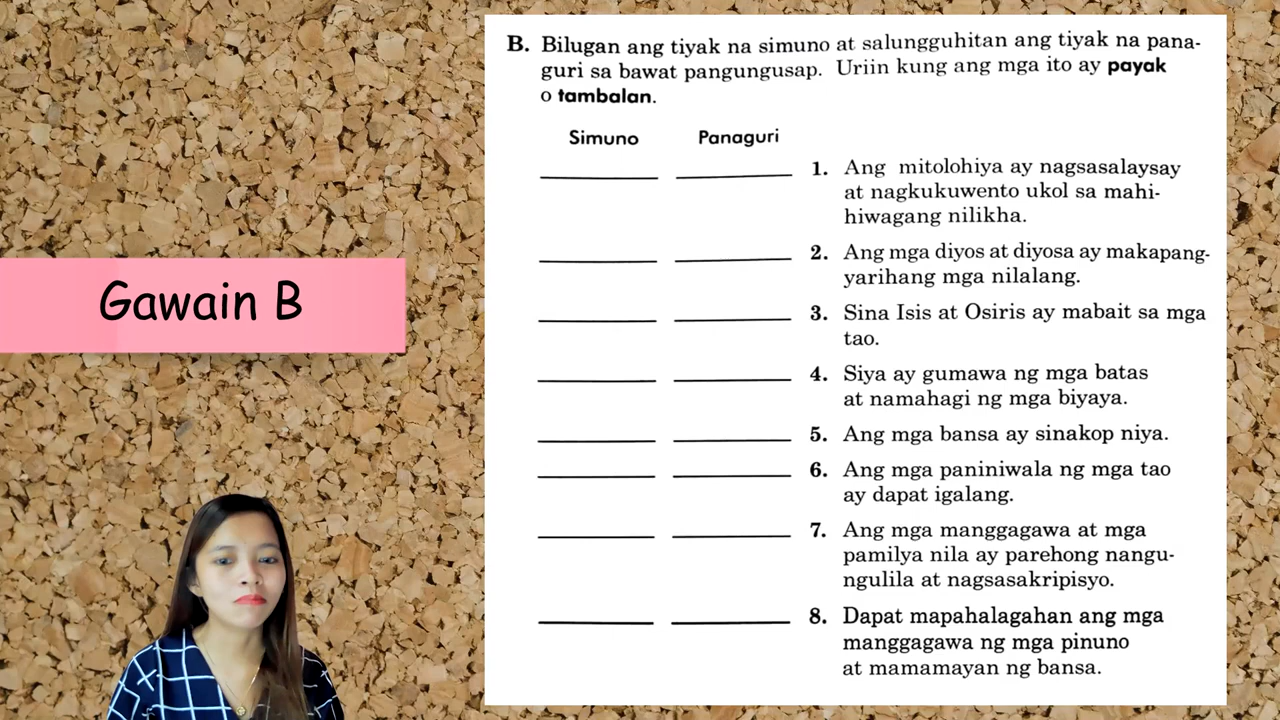 Gawain B
B. Bilugan ang tiyak na simuno at salungguhitan ang tiyak na pana-
guri sa bawat pangungusap. Uriin kung ang mga ito ay payak
o tambalan.
Simuno Panaguri
1. Ang mitolohiya ay nagsasalaysay
at nagkukuwento ukol sa mahi-
hiwagang nilikha.
2. Ang mga diyos at diyosa ay makapang-
yarihang mga nilalang.
3. Sina Isis at Osiris ay mabait sa mga
tao.
4. Siya ay gumawa ng mga batas
at namahagi ng mga biyaya.
5. Ang mga bansa ay sinakop niya.
6. Ang mga paniniwala ng mga tao
ay dapat igalang.
7. Ang mga manggagawa at mga
pamilya nila ay parehong nangu-
ngulila at nagsasakripisyo.
8. Dapat mapahalagahan ang mga
manggagawa ng mga pinuno
at mamamayan ng bansa.